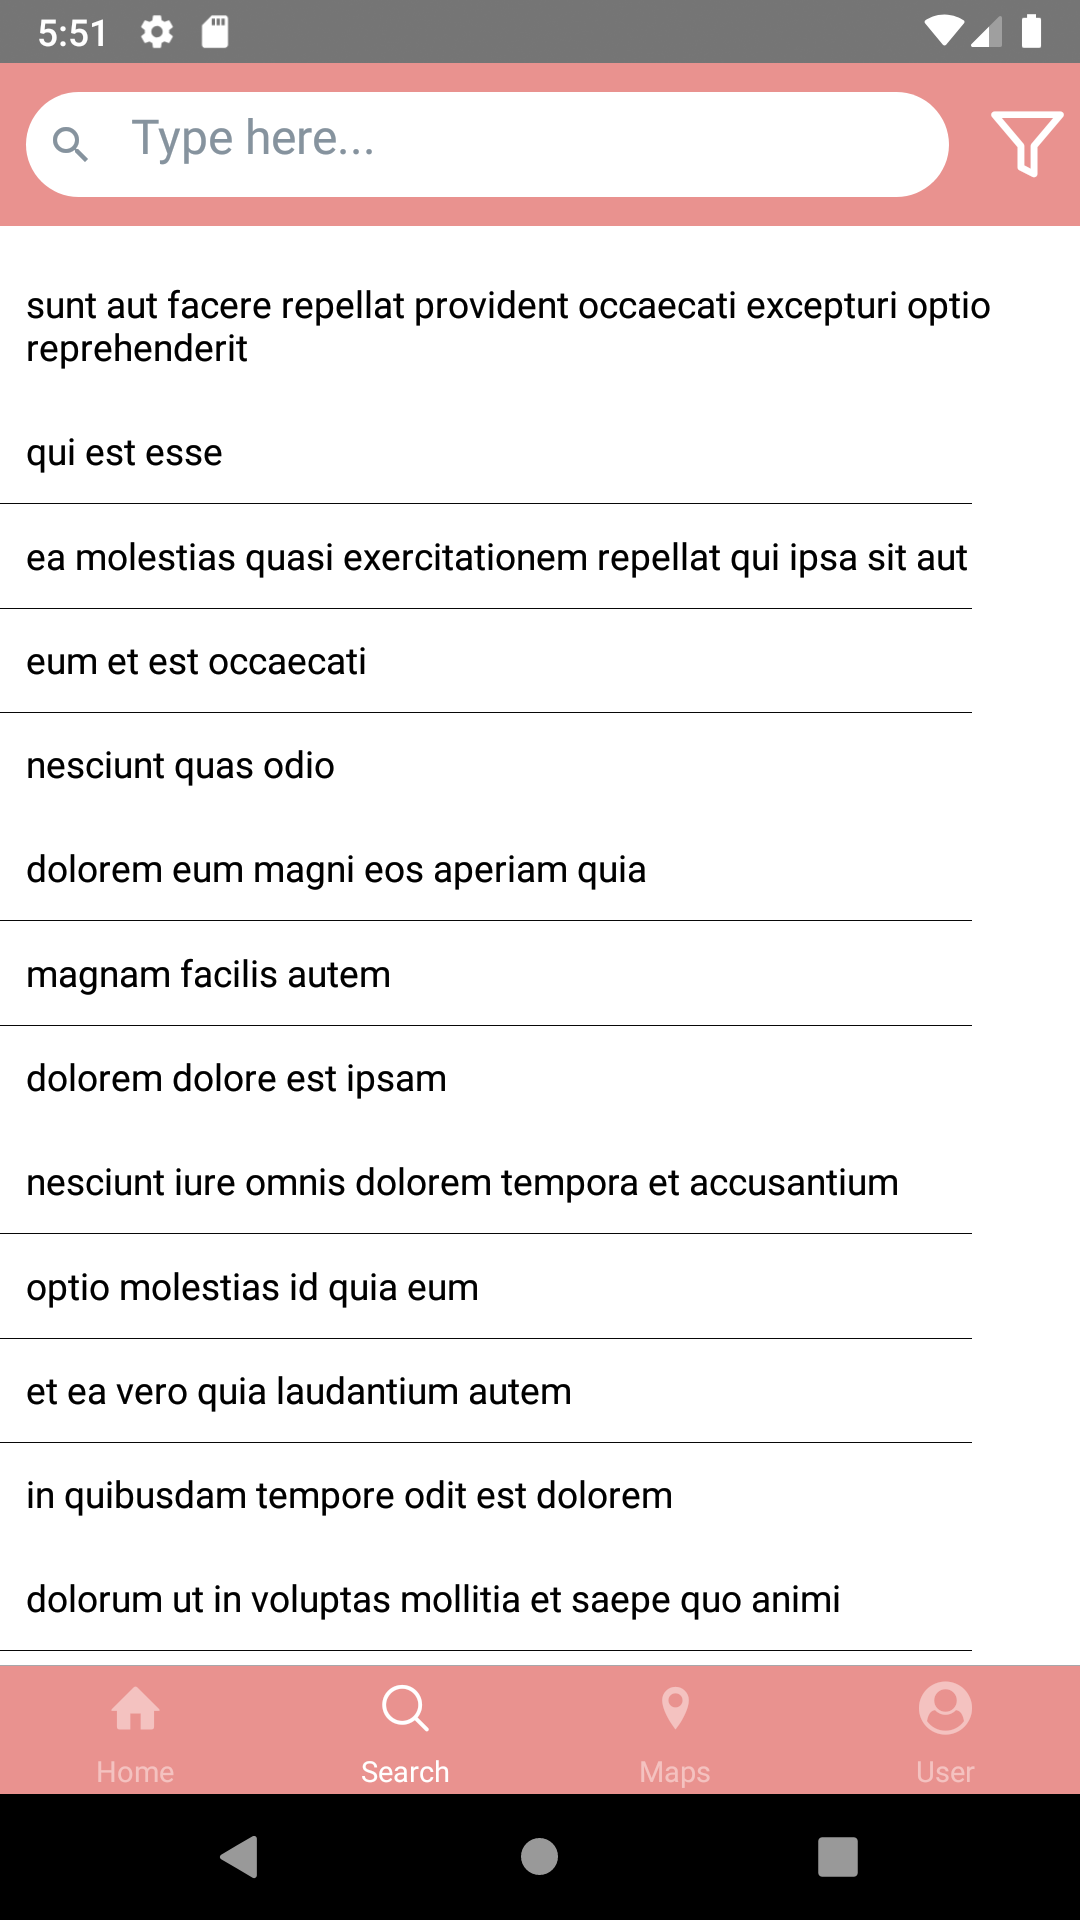 5:51
Type here...
sunt aut facere repellat provident occaecati excepturi optio
reprehenderit
qui est esse
ea molestias quasi exercitationem repellat qui ipsa sit aut
eum et est occaecati
nesciunt quas odio
dolorem eum magni eos aperiam quia
magnam facilis autem
dolorem dolore est ipsam
nesciunt iure omnis dolorem tempora et accusantium
optio molestias id quia eum
et ea vero quia laudantium autem
in quibusdam tempore odit est dolorem
dolorum ut in voluptas mollitia et saepe quo animi
Home
Search
Maps
User